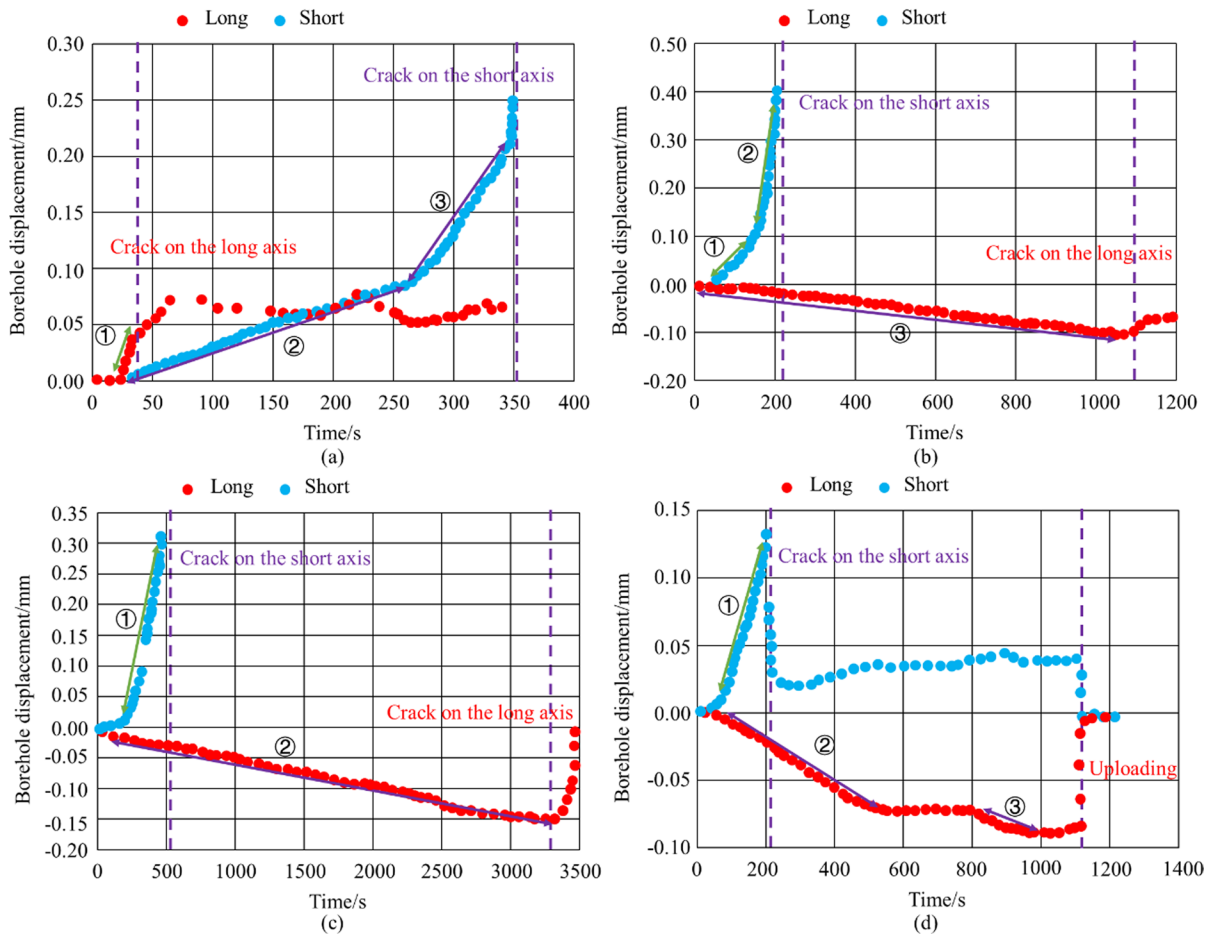 (a)
Long Short
0.30
0.25
0.20
0.15
0.10
0.05
0.00
Borehole displacement/mm
Crack on the short axis
Crack on the long axis
①
②
③
0 50 100 150 200 250 300 350 400
Time/s
(a)
(b)
Long Short
0.50
0.40
0.30
0.20
0.10
0.00
-0.10
-0.20
Borehole displacement/mm
Crack on the short axis
Crack on the long axis
②
①
③
0 200 400 600 800 1000 1200
Time/s
(b)
(c)
Long Short
0.35
0.30
0.25
0.20
0.15
0.10
0.05
0.00
-0.05
-0.10
-0.15
-0.20
Borehole displacement/mm
Crack on the short axis
Crack on the long axis
①
②
0 500 1000 1500 2000 2500 3000 3500
Time/s
(c)
(d)
Long Short
0.15
0.10
0.05
0.00
-0.05
-0.10
Borehole displacement/mm
Crack on the short axis
Uploading
①
②
③
0 200 400 600 800 1000 1200 1400
Time/s
(d)